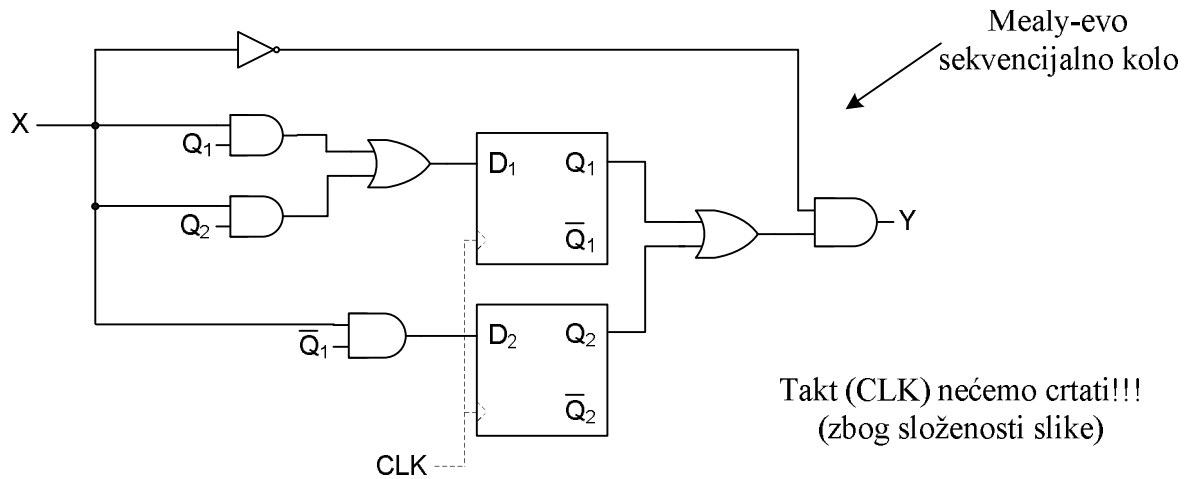 Mealy-evo
sekvencijalno kolo
X
Q₁
Q₂
D₁ Q₁
Q̅₁
Y
Q̅₁
D₂ Q₂
Q̅₂
CLK
Takt (CLK) nećemo crtati!!!
(zbog složenosti slike)